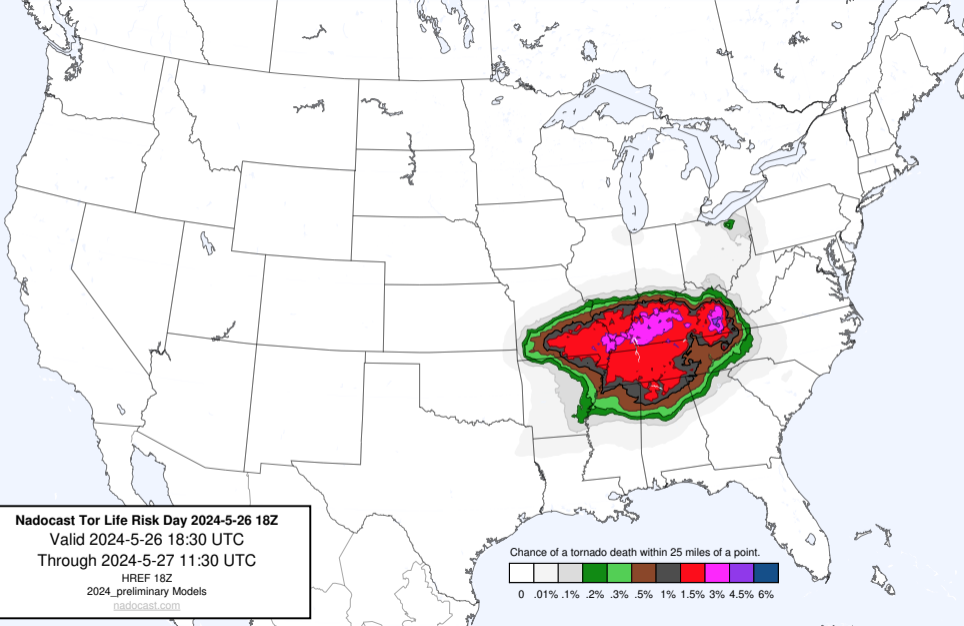 Nadocast Tor Life Risk Day 2024-5-26 18Z
Valid 2024-5-26 18:30 UTC
Through 2024-5-27 11:30 UTC
HREF 18Z
2024_preliminary Models
nadocast.com
Chance of a tornado death within 25 miles of a point.
0 .01% .1% .2% .3% .5% 1% 1.5% 3% 4.5% 6%